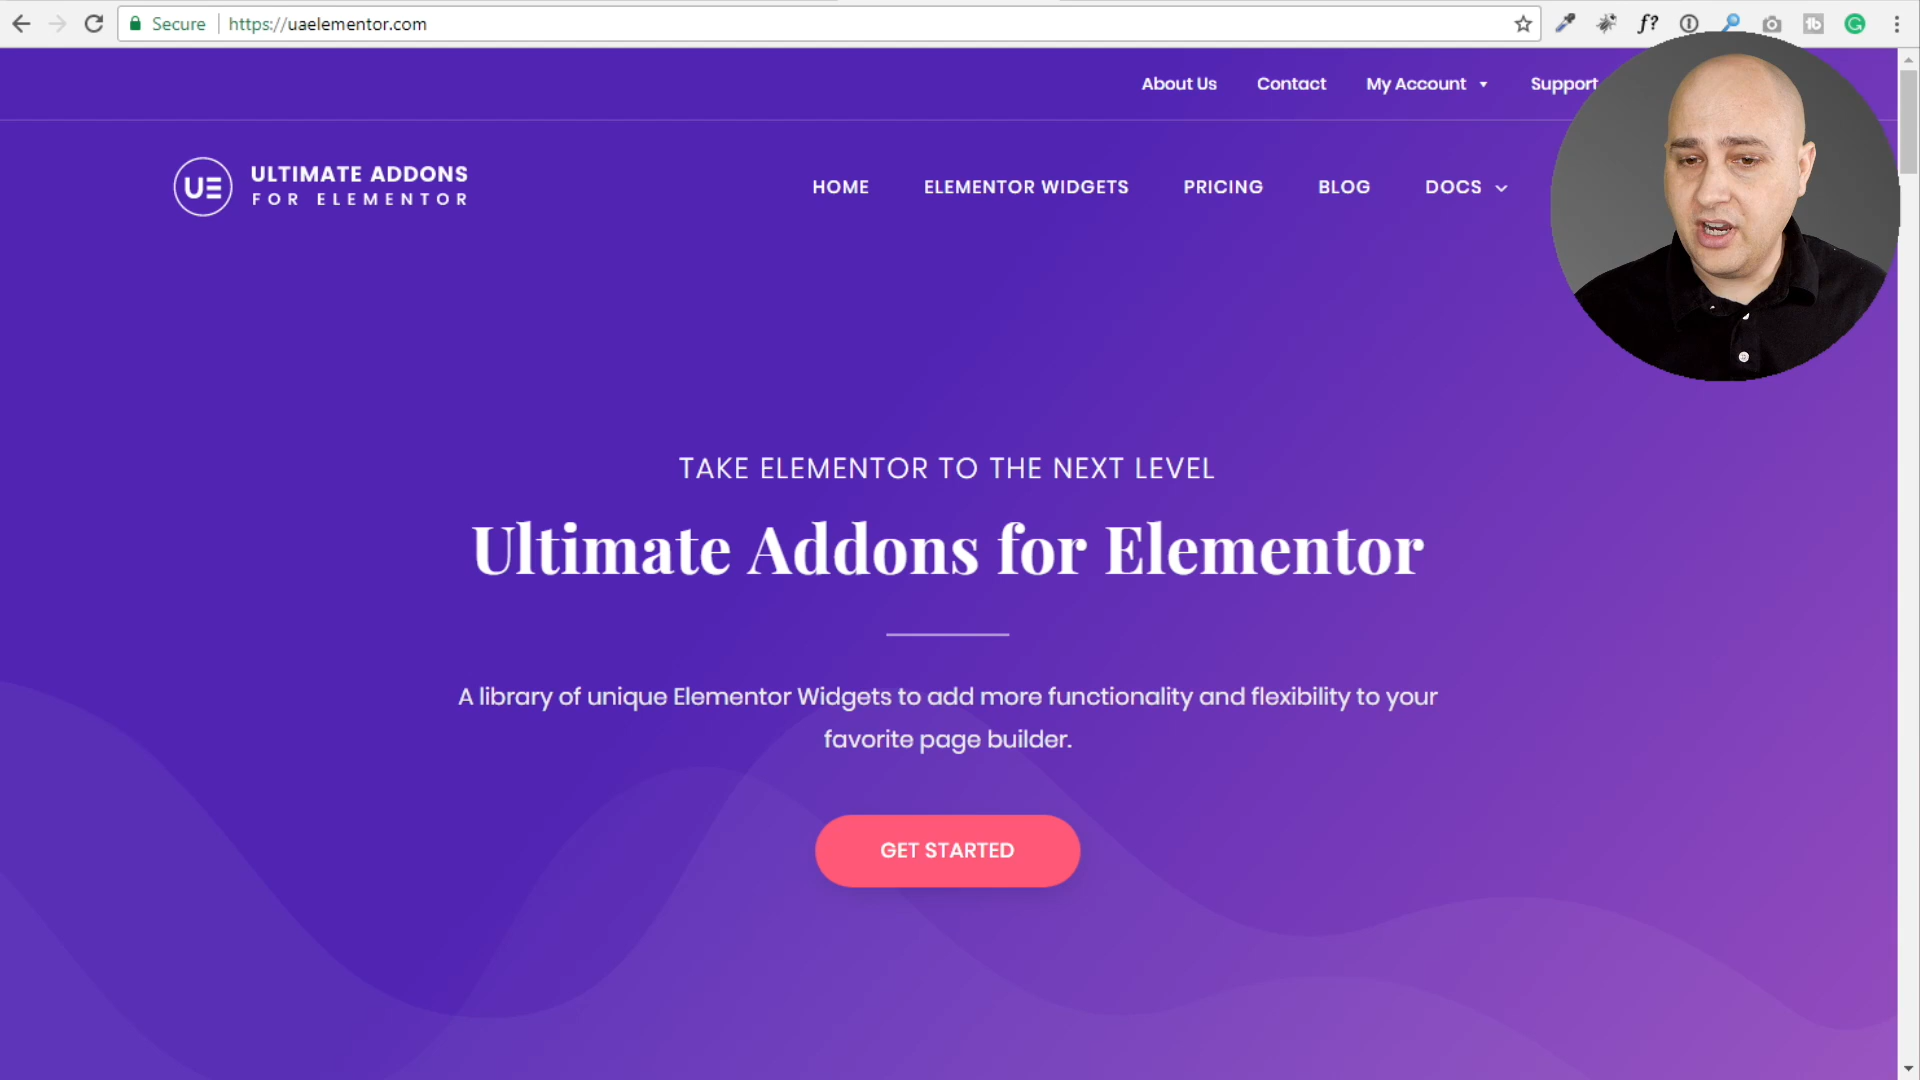 Secure
https://uaelementor.com
f?
tb
G
About Us
Contact
My Account
Support
UE
ULTIMATE ADDONS
FOR ELEMENTOR
HOME
ELEMENTOR WIDGETS
PRICING
BLOG
DOCS
TAKE ELEMENTOR TO THE NEXT LEVEL
Ultimate Addons for Elementor
A library of unique Elementor Widgets to add more functionality and flexibility to your
favorite page builder.
GET STARTED